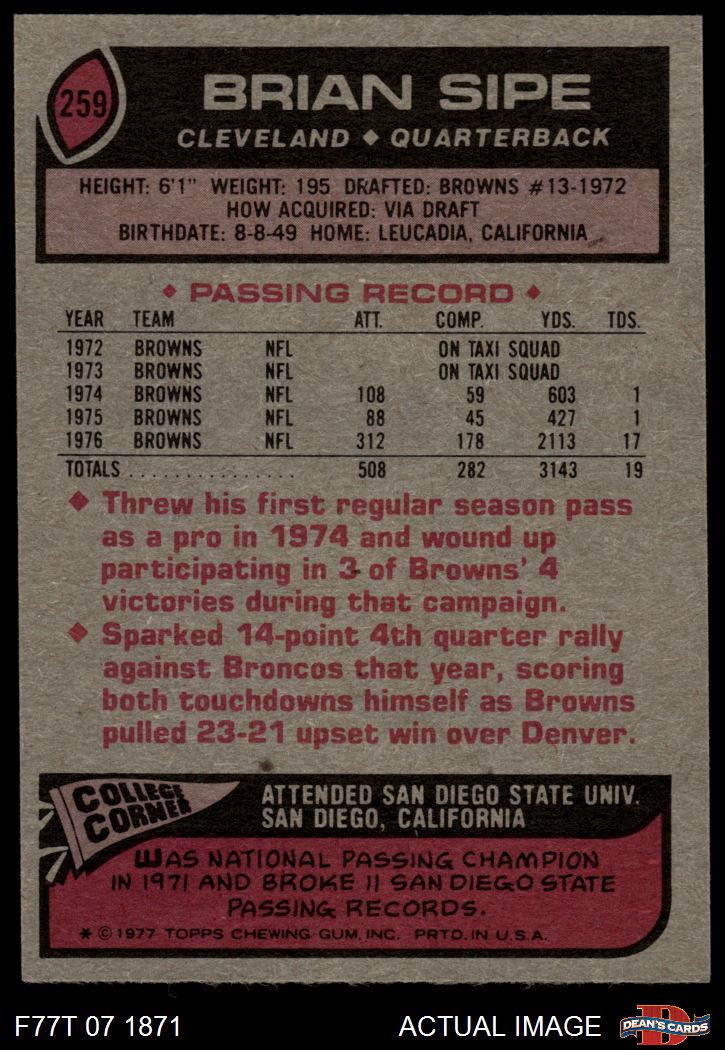 259
BRIAN SIPE
CLEVELAND ◆ QUARTERBACK
HEIGHT: 6'1" WEIGHT: 195 DRAFTED: BROWNS #13-1972
HOW ACQUIRED: VIA DRAFT
BIRTHDATE: 8-8-49 HOME: LEUCADIA, CALIFORNIA
◆ PASSING RECORD ◆
YEAR TEAM ATT. COMP. YDS. TDS.
1972 BROWNS NFL ON TAXI SQUAD
1973 BROWNS NFL ON TAXI SQUAD
1974 BROWNS NFL 108 59 603 1
1975 BROWNS NFL 88 45 427 1
1976 BROWNS NFL 312 178 2113 17
TOTALS . . . . . . . . . . . . . . . 508 282 3143 19
◆ Threw his first regular season pass
as a pro in 1974 and wound up
participating in 3 of Browns' 4
victories during that campaign.
◆ Sparked 14-point 4th quarter rally
against Broncos that year, scoring
both touchdowns himself as Browns
pulled 23-21 upset win over Denver.
COLLEGE
CORNER
ATTENDED SAN DIEGO STATE UNIV.
SAN DIEGO, CALIFORNIA
WAS NATIONAL PASSING CHAMPION
IN 1971 AND BROKE 11 SAN DIEGO STATE
PASSING RECORDS.
* © 1977 TOPPS CHEWING GUM, INC. PRTD. IN U.S.A.
F77T 07 1871 ACTUAL IMAGE
D
DEAN'S CARDS